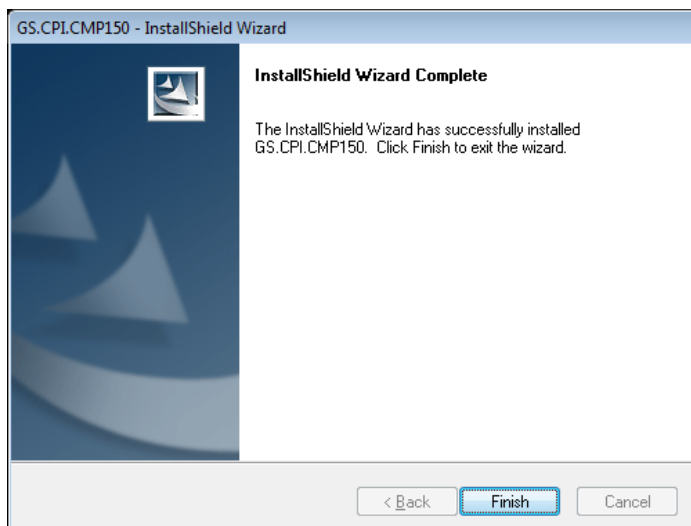 GS.CPI.CMP150 - InstallShield Wizard
InstallShield Wizard Complete
The InstallShield Wizard has successfully installed
GS.CPI.CMP150. Click Finish to exit the wizard.
< Back Finish Cancel